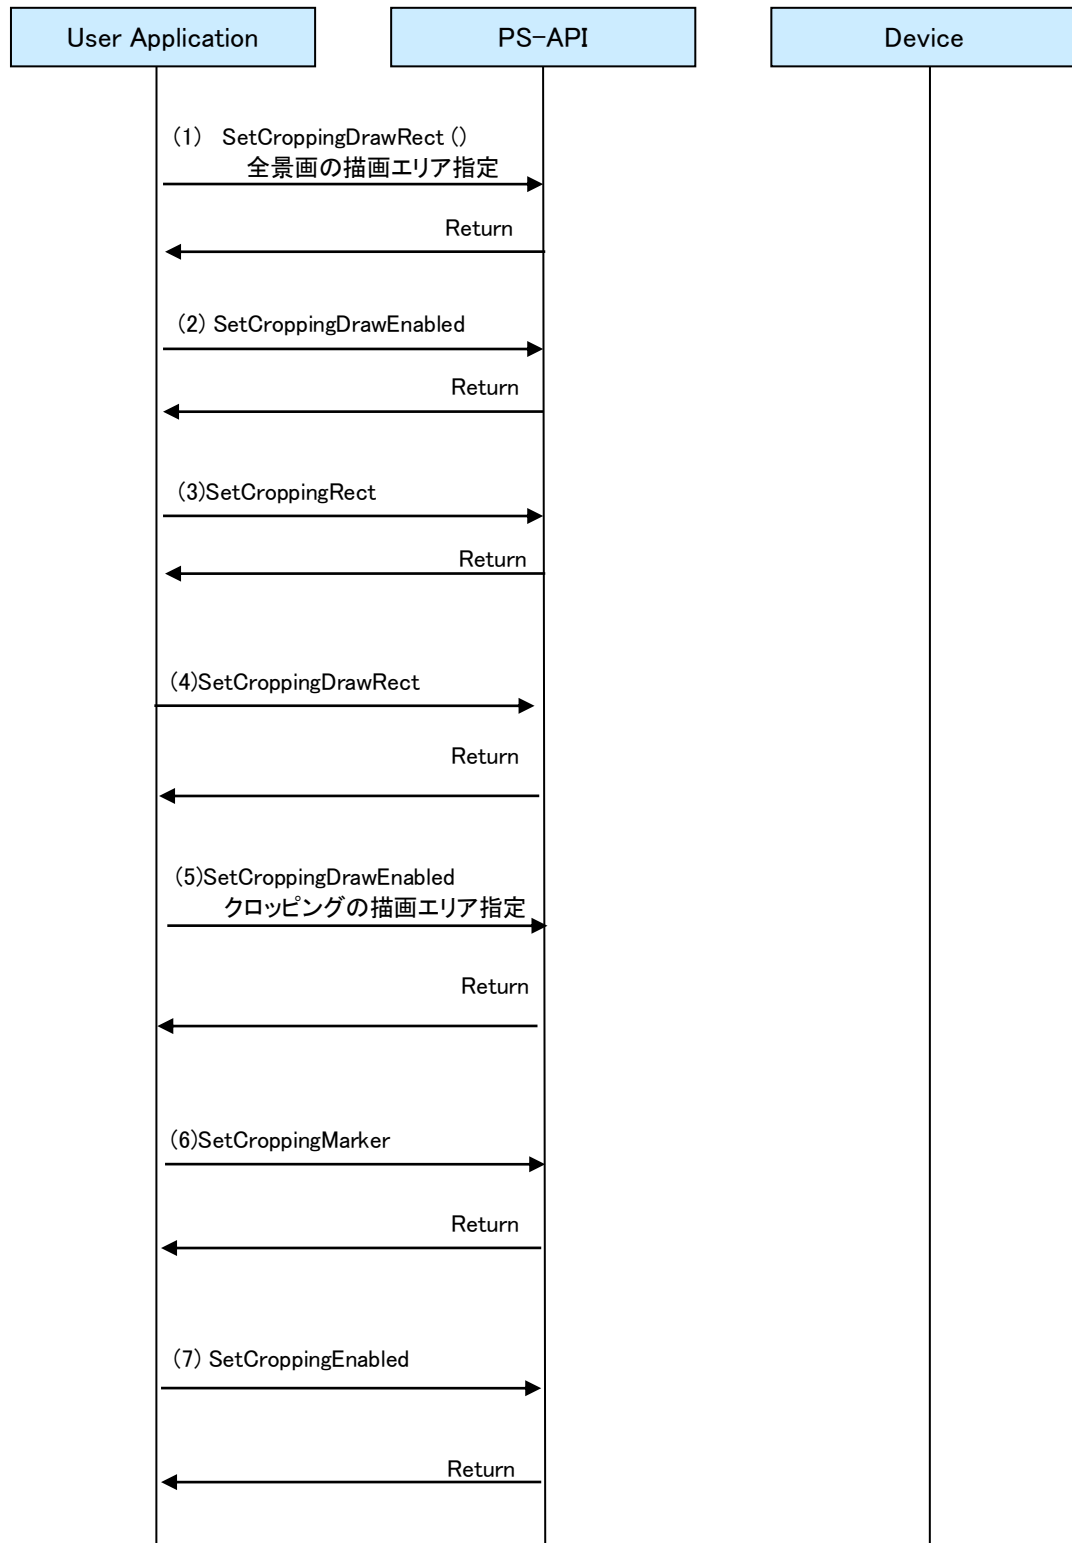 User Application
PS-API
Device
(1) SetCroppingDrawRect ()
全景画の描画エリア指定
Return
(2) SetCroppingDrawEnabled
Return
(3)SetCroppingRect
Return
(4)SetCroppingDrawRect
Return
(5)SetCroppingDrawEnabled
クロッピングの描画エリア指定
Return
(6)SetCroppingMarker
Return
(7) SetCroppingEnabled
Return